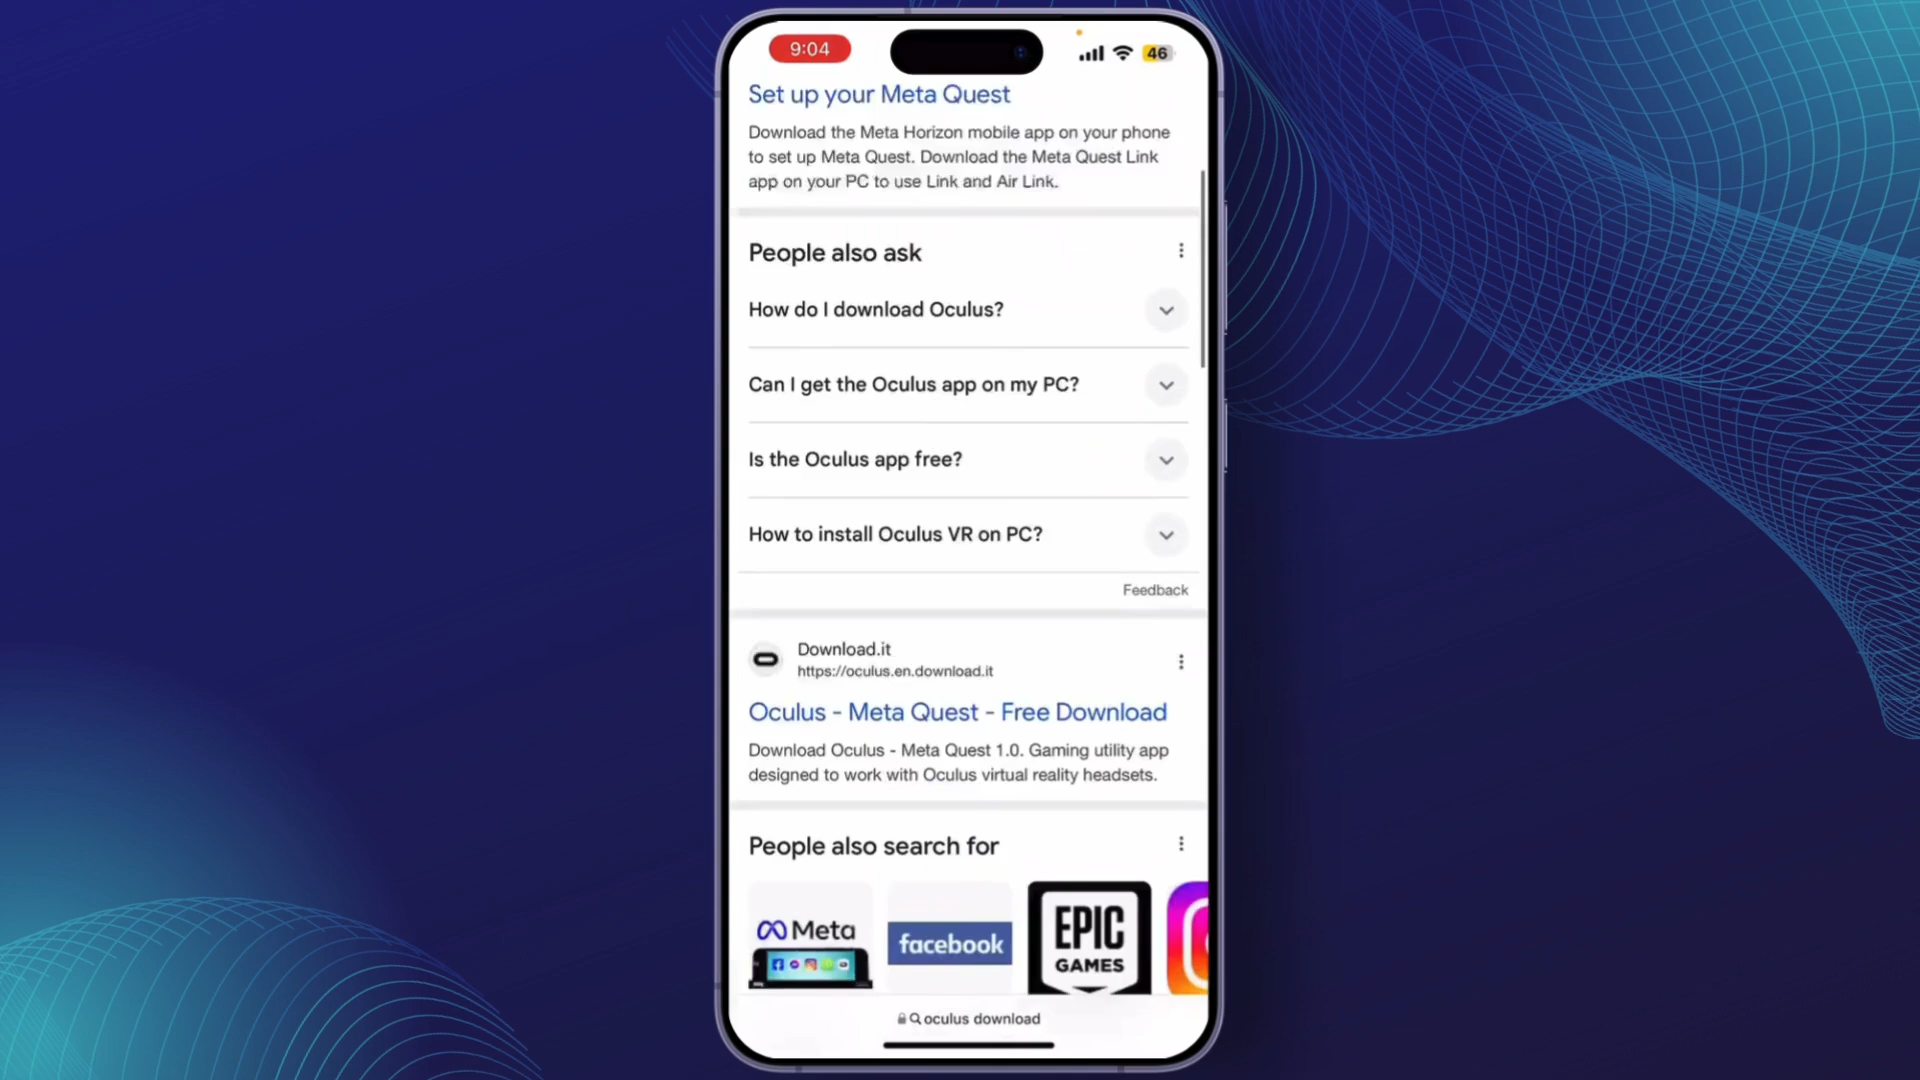 9:04
46
Set up your Meta Quest
Download the Meta Horizon mobile app on your phone
to set up Meta Quest. Download the Meta Quest Link
app on your PC to use Link and Air Link.
People also ask
How do I download Oculus?
Can I get the Oculus app on my PC?
Is the Oculus app free?
How to install Oculus VR on PC?
Feedback
Download.it
https://oculus.en.download.it
Oculus - Meta Quest - Free Download
Download Oculus - Meta Quest 1.0. Gaming utility app
designed to work with Oculus virtual reality headsets.
People also search for
Meta
facebook
EPIC
GAMES
oculus download